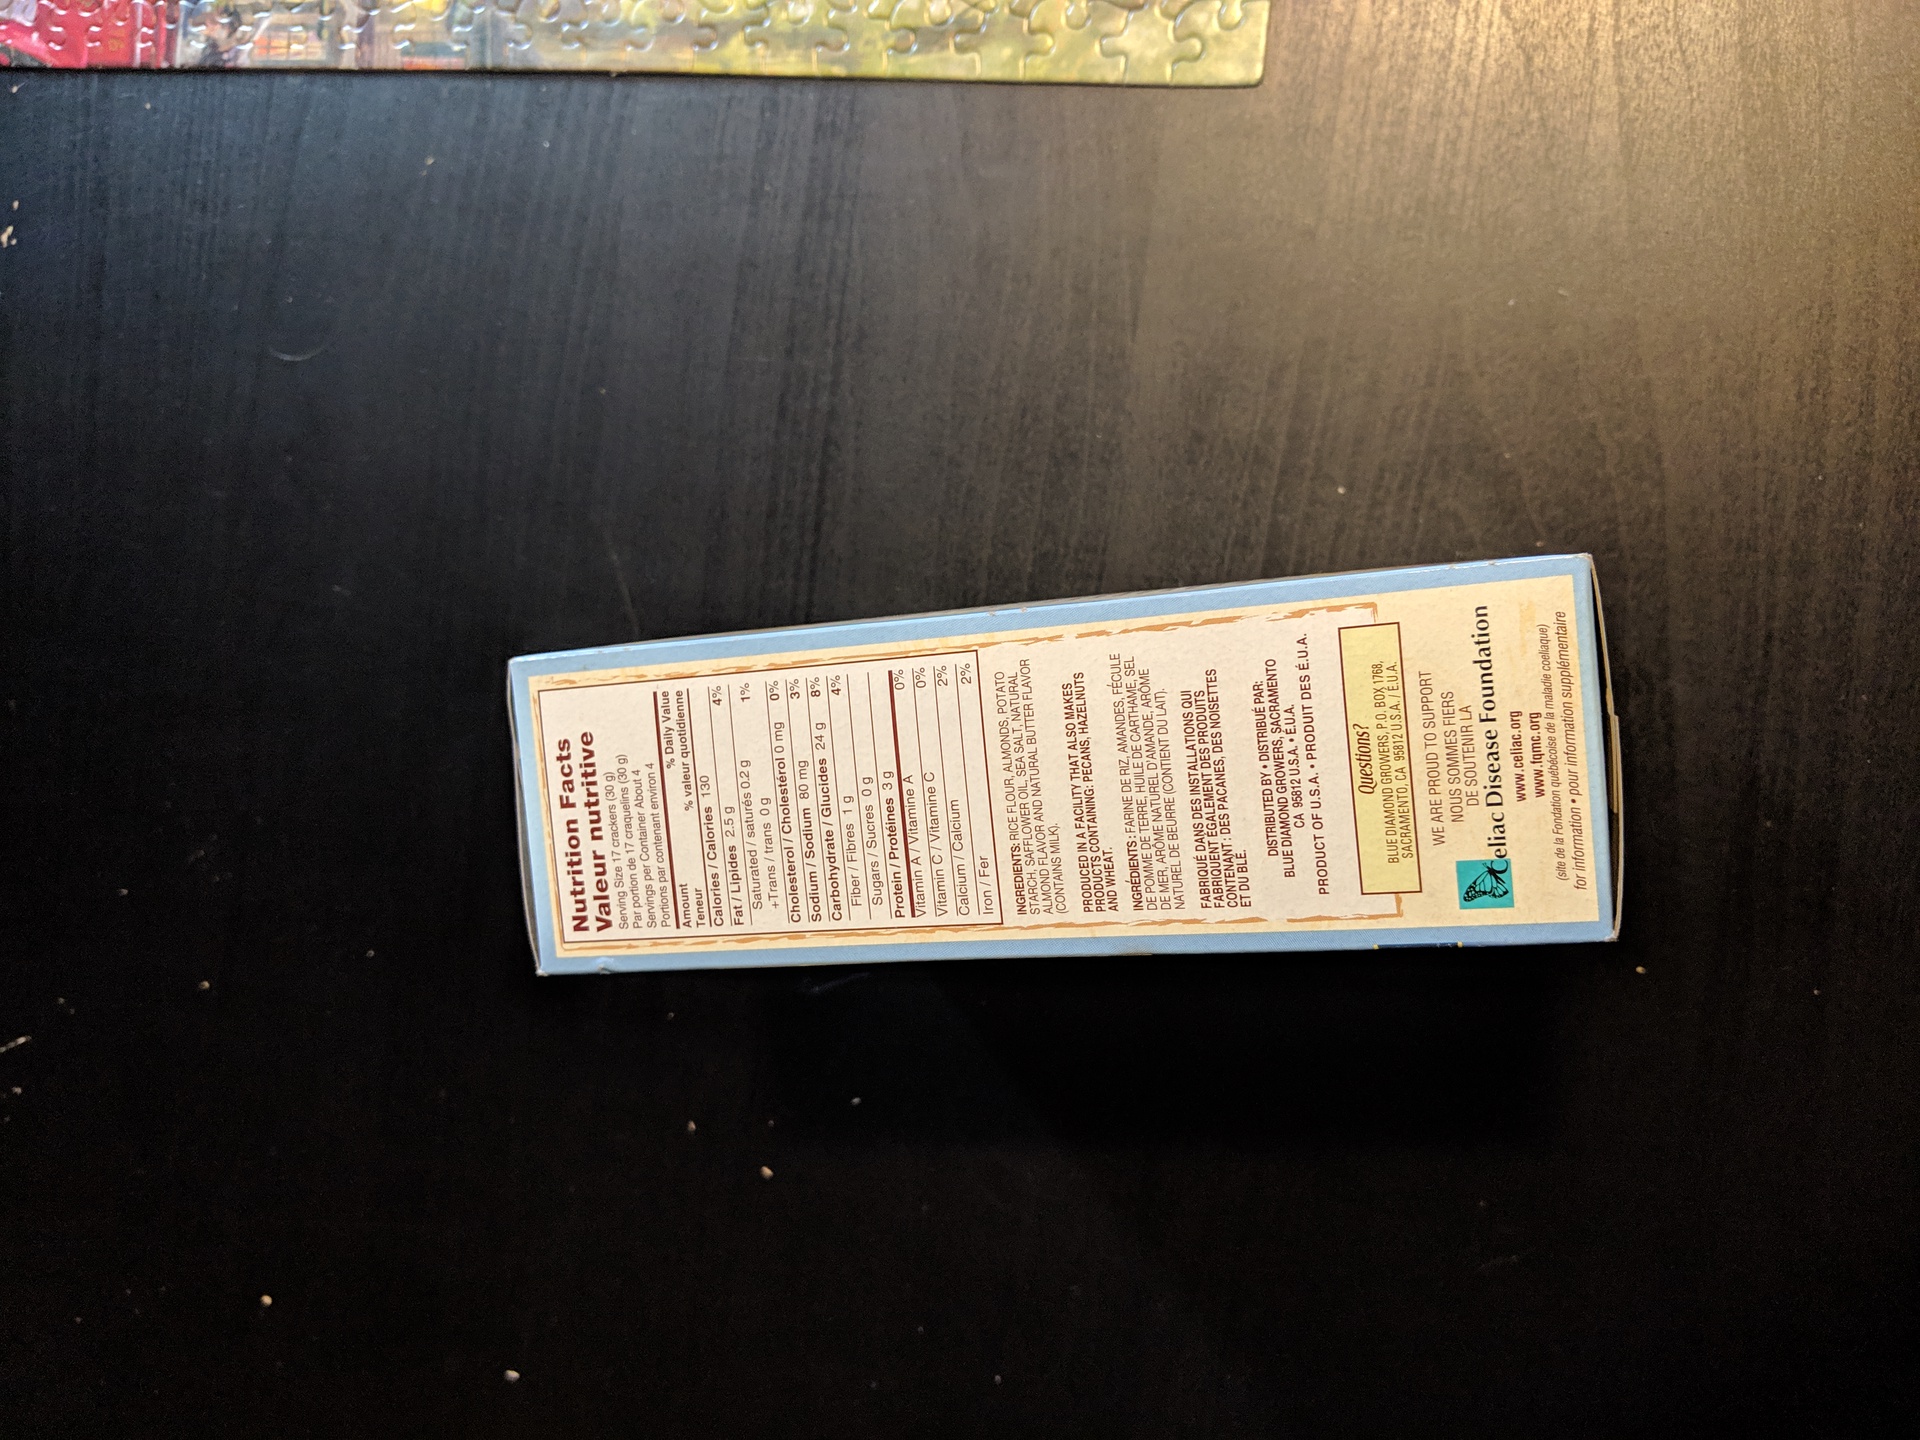 Nutrition Facts
Valeur nutritive
Serving Size 17 crackers (30 g)
Par portion de 17 craquelins (30 g)
Servings per Container About 4
Portions par contenant environ 4
Amount % Daily Value
Teneur % valeur quotidienne
Calories / Calories 130
Fat / Lipides 2.5 g 4%
Saturated / saturés 0.2 g 1%
+Trans / trans 0 g
Cholesterol / Cholestérol 0 mg 0%
Sodium / Sodium 80 mg 3%
Carbohydrate / Glucides 24 g 8%
Fiber / Fibres 1 g 4%
Sugars / Sucres 0 g
Protein / Protéines 3 g
Vitamin A / Vitamine A 0%
Vitamin C / Vitamine C 0%
Calcium / Calcium 2%
Iron / Fer 2%
INGREDIENTS: RICE FLOUR, ALMONDS, POTATO
STARCH, SAFFLOWER OIL, SEA SALT, NATURAL
ALMOND FLAVOR AND NATURAL BUTTER FLAVOR
(CONTAINS MILK).
PRODUCED IN A FACILITY THAT ALSO MAKES
PRODUCTS CONTAINING: PECANS, HAZELNUTS
AND WHEAT.
INGRÉDIENTS : FARINE DE RIZ, AMANDES, FÉCULE
DE POMME DE TERRE, HUILE DE CARTHAME, SEL
DE MER, ARÔME NATUREL D'AMANDE, ARÔME
NATUREL DE BEURRE (CONTIENT DU LAIT).
FABRIQUÉ DANS DES INSTALLATIONS QUI
FABRIQUENT ÉGALEMENT DES PRODUITS
CONTENANT : DES PACANES, DES NOISETTES
ET DU BLÉ.
DISTRIBUTED BY • DISTRIBUÉ PAR:
BLUE DIAMOND GROWERS, SACRAMENTO
CA 95812 U.S.A. • É.U.A.
PRODUCT OF U.S.A. • PRODUIT DES É.U.A.
Questions?
BLUE DIAMOND GROWERS, P.O. BOX 1768,
SACRAMENTO, CA. 95812 U.S.A. / É.U.A.
WE ARE PROUD TO SUPPORT
NOUS SOMMES FIERS
DE SOUTENIR LA
Celiac Disease Foundation
www.celiac.org
www.fqmc.org
(site de la Fondation québécoise de la maladie coeliaque)
for information • pour information supplémentaire